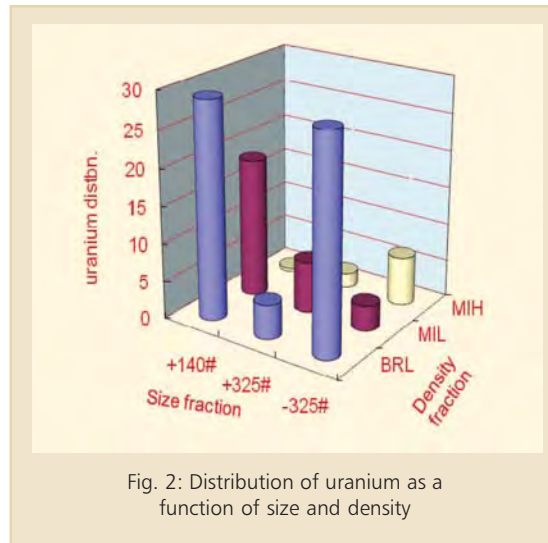 30
25
20
15
10
5
0
uranium distbn.
+140#
+325#
-325#
Size fraction
BRL
MIL
MIH
Density
fraction
Fig. 2: Distribution of uranium as a
function of size and density